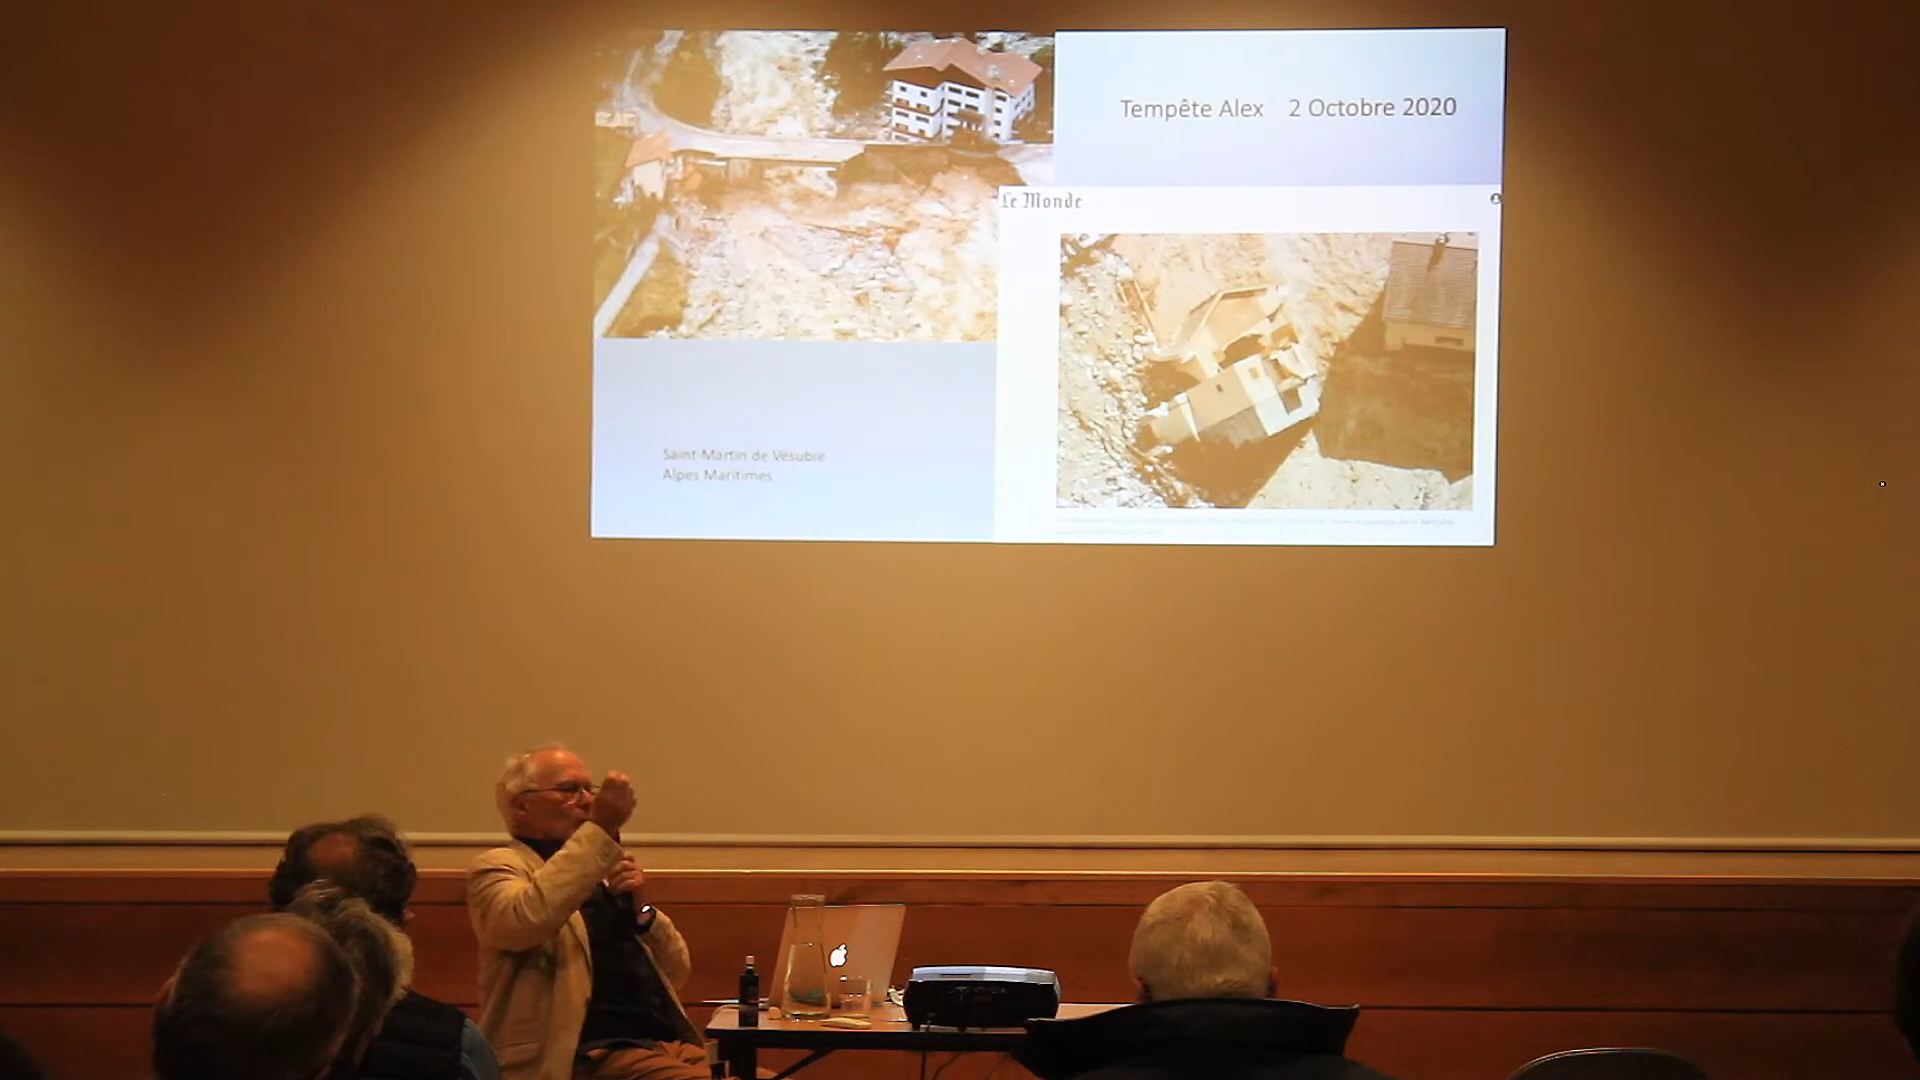 Tempête Alex 2 Octobre 2020
Le Monde
Saint-Martin de Vésubie
Alpes Maritimes